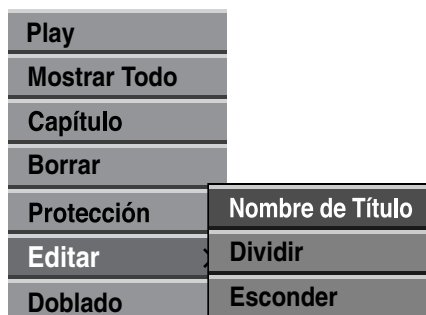 Play
Mostrar Todo
Capítulo
Borrar
Protección
Editar
Doblado
Nombre de Título
Dividir
Esconder